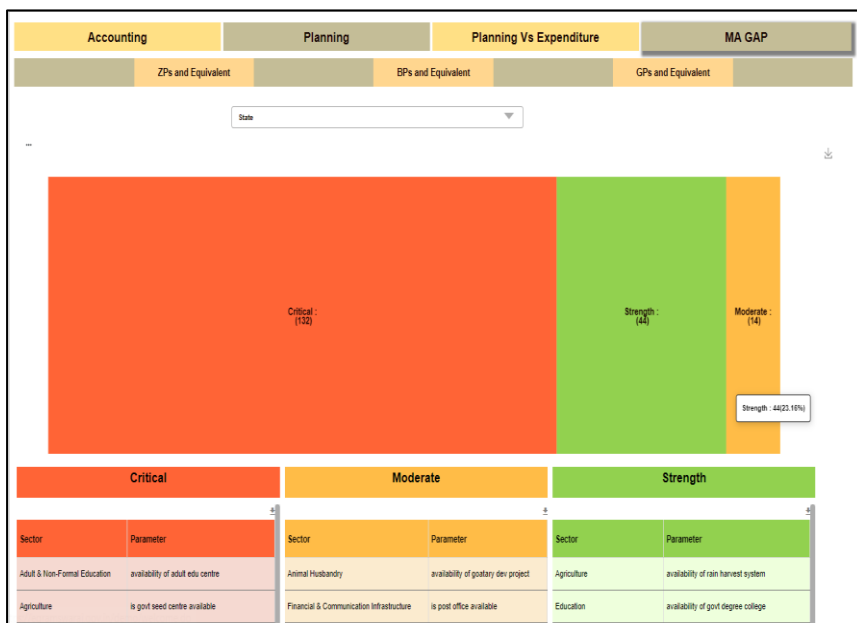 Accounting Planning Planning Vs Expenditure MA GAP
ZPs and Equivalent BPs and Equivalent GPs and Equivalent
State
...
Critical :
(132)
Strength :
(44)
Moderate :
(14)
Strength : 44(23.16%)
Critical Moderate Strength
Sector Parameter Sector Parameter Sector Parameter
Adult & Non-Formal Education availability of adult edu centre Animal Husbandry availability of goatary dev project Agriculture availability of rain harvest system
Agriculture is govt seed centre available Financial & Communication Infrastructure is post office available Education availability of govt degree college